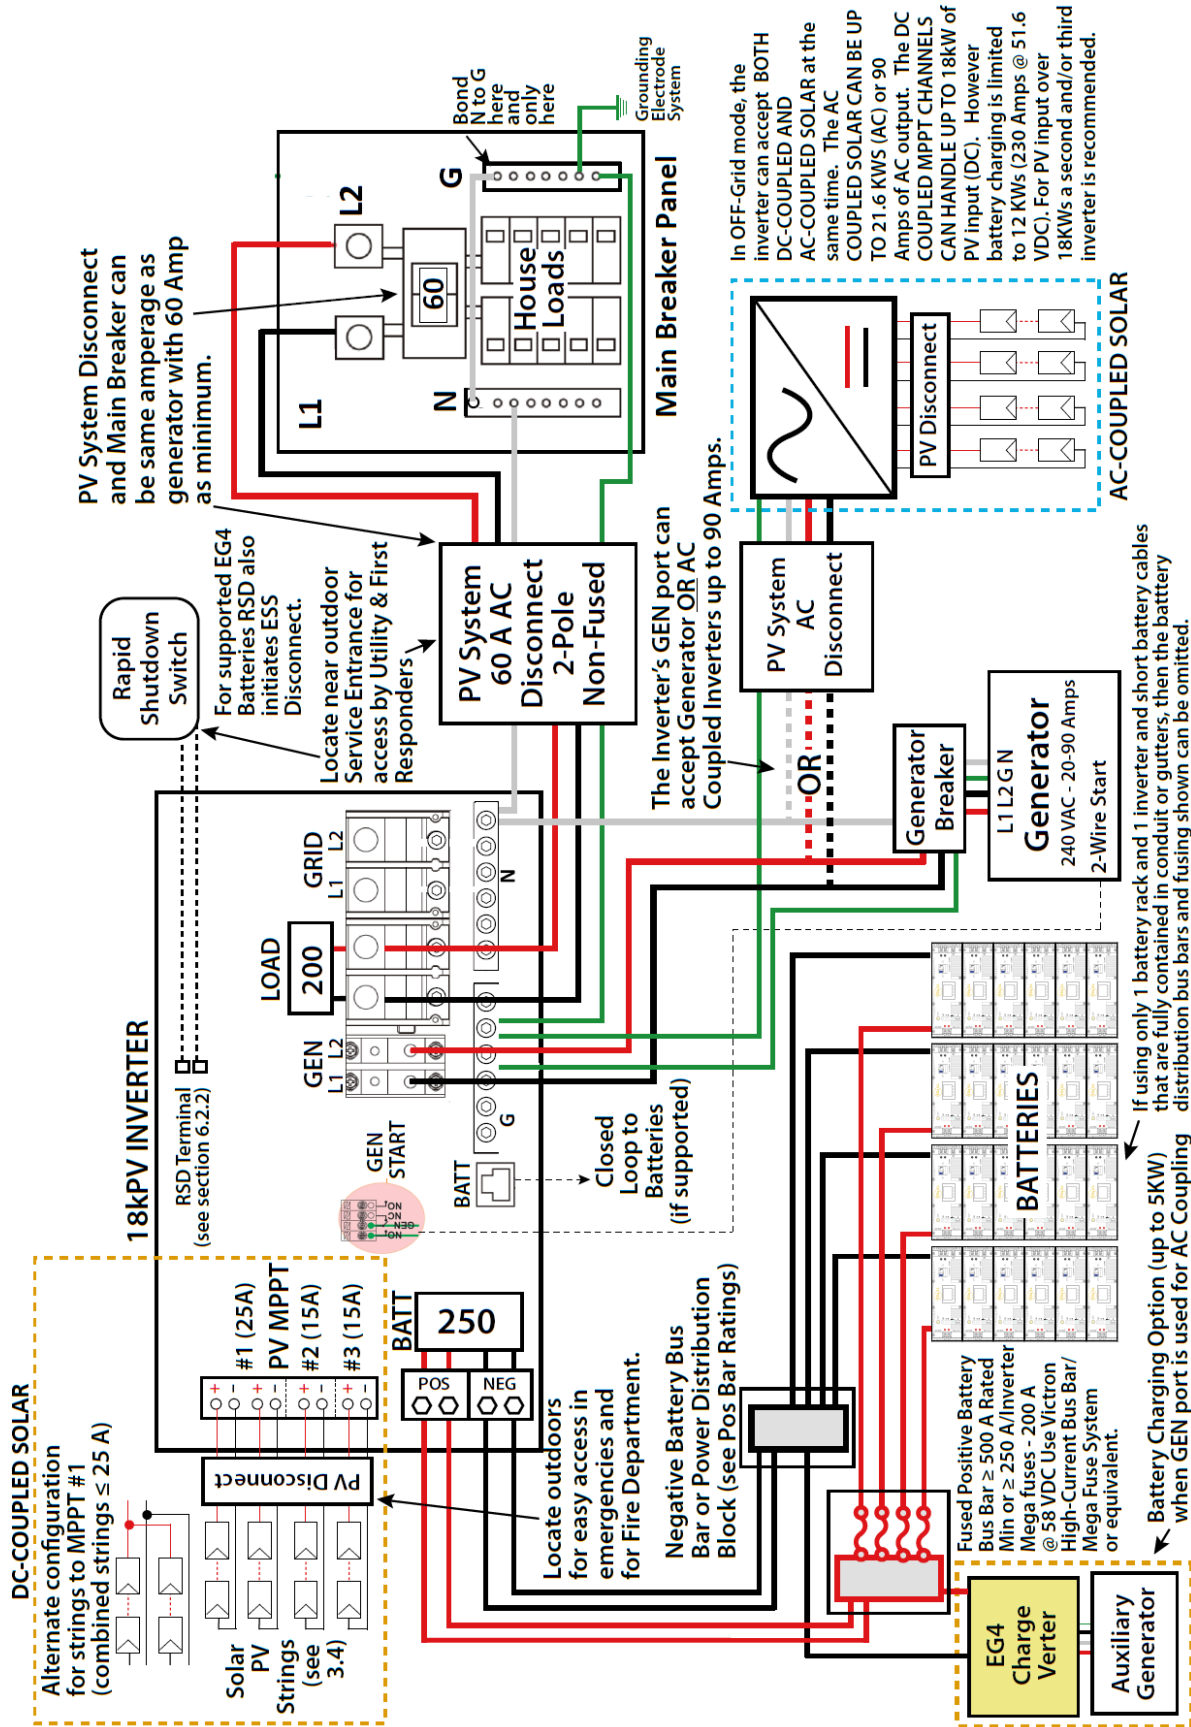 DC-COUPLED SOLAR
Alternate configuration
for strings to MPPT #1
(combined strings ≤ 25 A)
Solar
PV
Strings
(see
3.4)
PV Disconnect
+
−
+
−
+
−
+
−
#1 (25A)
PV MPPT
#2 (15A)
#3 (15A)
18kPV INVERTER
RSD Terminal
(see section 6.2.2)
Rapid
Shutdown
Switch
For supported EG4
Batteries RSD also
initiates ESS
Disconnect.
Locate near outdoor
Service Entrance for
access by Utility & First
Responders
PV System Disconnect
and Main Breaker can
be same amperage as
generator with 60 Amp
as minimum.
BATT
250
POS
NEG
GEN
START
NO
GEN
NC
NO
GEN
L1
L2
LOAD
200
GRID
L1
L2
BATT
G
N
Closed
Loop to
Batteries
(if supported)
PV System
60 A AC
Disconnect
2-Pole
Non-Fused
L1
L2
60
N
G
House
Loads
Main Breaker Panel
Bond
N to G
here
and
only
here
Grounding
Electrode
System
Locate outdoors
for easy access in
emergencies and
for Fire Department.
Negative Battery Bus
Bar or Power Distribution
Block (see Pos Bar Ratings)
The Inverter's GEN port can
accept Generator OR AC
Coupled Inverters up to 90 Amps.
OR
PV System
AC
Disconnect
PV Disconnect
AC-COUPLED SOLAR
In OFF-Grid mode, the
inverter can accept BOTH
DC-COUPLED AND
AC-COUPLED SOLAR at the
same time. The AC
COUPLED SOLAR CAN BE UP
TO 21.6 KWS (AC) or 90
Amps of AC output. The DC
COUPLED MPPT CHANNELS
CAN HANDLE UP TO 18kW of
PV input (DC). However
battery charging is limited
to 12 KWs (230 Amps @ 51.6
VDC). For PV input over
18KWs a second and/or third
inverter is recommended.
Generator
Breaker
L1 L2 G N
Generator
240 VAC - 20-90 Amps
2-Wire Start
BATTERIES
Fused Positive Battery
Bus Bar ≥ 500 A Rated
Min or ≥ 250 A/Inverter
Mega fuses - 200 A
@ 58 VDC Use Victron
High-Current Bus Bar/
Mega Fuse System
or equivalent.
EG4
Charge
Verter
Auxiliary
Generator
Battery Charging Option (up to 5KW)
when GEN port is used for AC Coupling
If using only 1 battery rack and 1 inverter and short battery cables
that are fully contained in conduit or gutters, then the battery
distribution bus bars and fusing shown can be omitted.